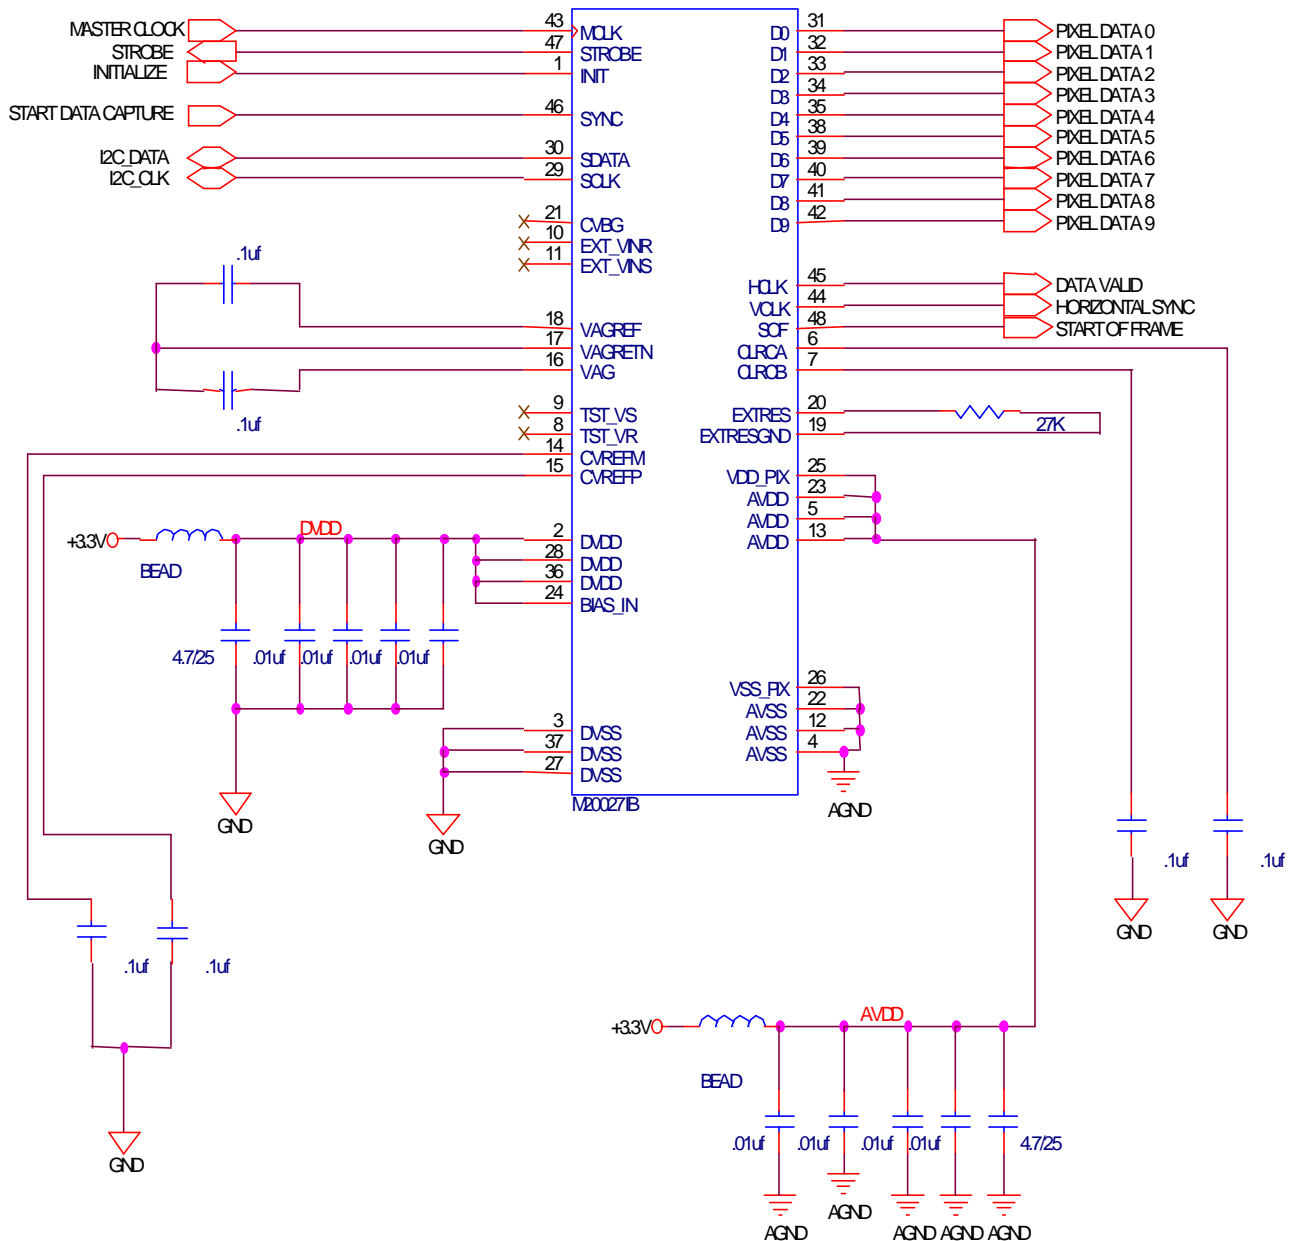 MASTER CLOCK 43 MCLK
STROBE 47 STROBE
INITIALIZE 1 INIT
START DATA CAPTURE 46 SYNC
I2C_DATA 30 SDATA
I2C_CLK 29 SCLK
21 CVBG
10 EXT_VINR
11 EXT_VINS
.1uf
18 VAGREF
17 VAGRETN
16 VAG
.1uf
9 TST_VS
8 TST_VR
14 CVREFM
15 CVREFP
+3.3V
BEAD
DVDD
2 DVDD
28 DVDD
36 DVDD
24 BIAS_IN
4.7/25 .01uf .01uf .01uf .01uf
3 DVSS
37 DVSS
27 DVSS
GND
GND
M20027IB
.1uf .1uf
GND
D0 31 PIXEL DATA 0
D1 32 PIXEL DATA 1
D2 33 PIXEL DATA 2
D3 34 PIXEL DATA 3
D4 35 PIXEL DATA 4
D5 38 PIXEL DATA 5
D6 39 PIXEL DATA 6
D7 40 PIXEL DATA 7
D8 41 PIXEL DATA 8
D9 42 PIXEL DATA 9
HCLK 45 DATA VALID
VCLK 44 HORIZONTAL SYNC
SOF 48 START OF FRAME
CLRCA 6
CLRCB 7
EXTRES 20
EXTRESGND 19
27K
VDD_PIX 25
AVDD 23
AVDD 5
AVDD 13
VSS_PIX 26
AVSS 22
AVSS 12
AVSS 4
AGND
.1uf .1uf
GND GND
+3.3V
BEAD
AVDD
.01uf .01uf .01uf .01uf 4.7/25
AGND AGND AGND AGND AGND